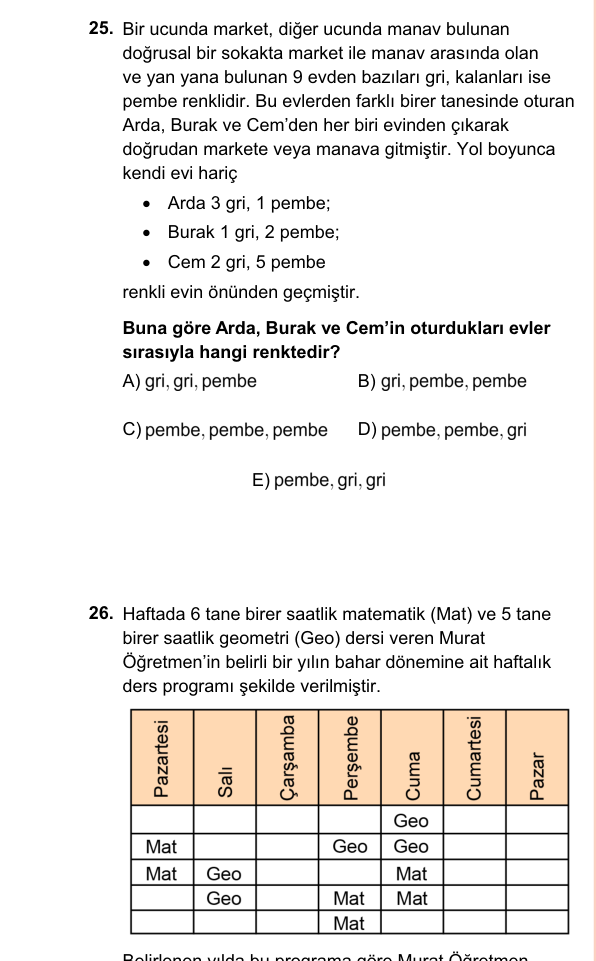 25. Bir ucunda market, diğer ucunda manav bulunan
doğrusal bir sokakta market ile manav arasında olan
ve yan yana bulunan 9 evden bazıları gri, kalanları ise
pembe renklidir. Bu evlerden farklı birer tanesinde oturan
Arda, Burak ve Cem’den her biri evinden çıkarak
doğrudan markete veya manava gitmiştir. Yol boyunca
kendi evi hariç
• Arda 3 gri, 1 pembe;
• Burak 1 gri, 2 pembe;
• Cem 2 gri, 5 pembe
renkli evin önünden geçmiştir.
Buna göre Arda, Burak ve Cem’in oturdukları evler
sırasıyla hangi renktedir?
A) gri, gri, pembe B) gri, pembe, pembe
C) pembe, pembe, pembe D) pembe, pembe, gri
E) pembe, gri, gri
26. Haftada 6 tane birer saatlik matematik (Mat) ve 5 tane
birer saatlik geometri (Geo) dersi veren Murat
Öğretmen’in belirli bir yılın bahar dönemine ait haftalık
ders programı şekilde verilmiştir.
Pazartesi Salı Çarşamba Perşembe Cuma Cumartesi Pazar
Geo
Mat Geo Geo
Mat Geo Mat
Geo Mat Mat
Mat
Belirlenen yılda bu programa göre Murat Öğretmen